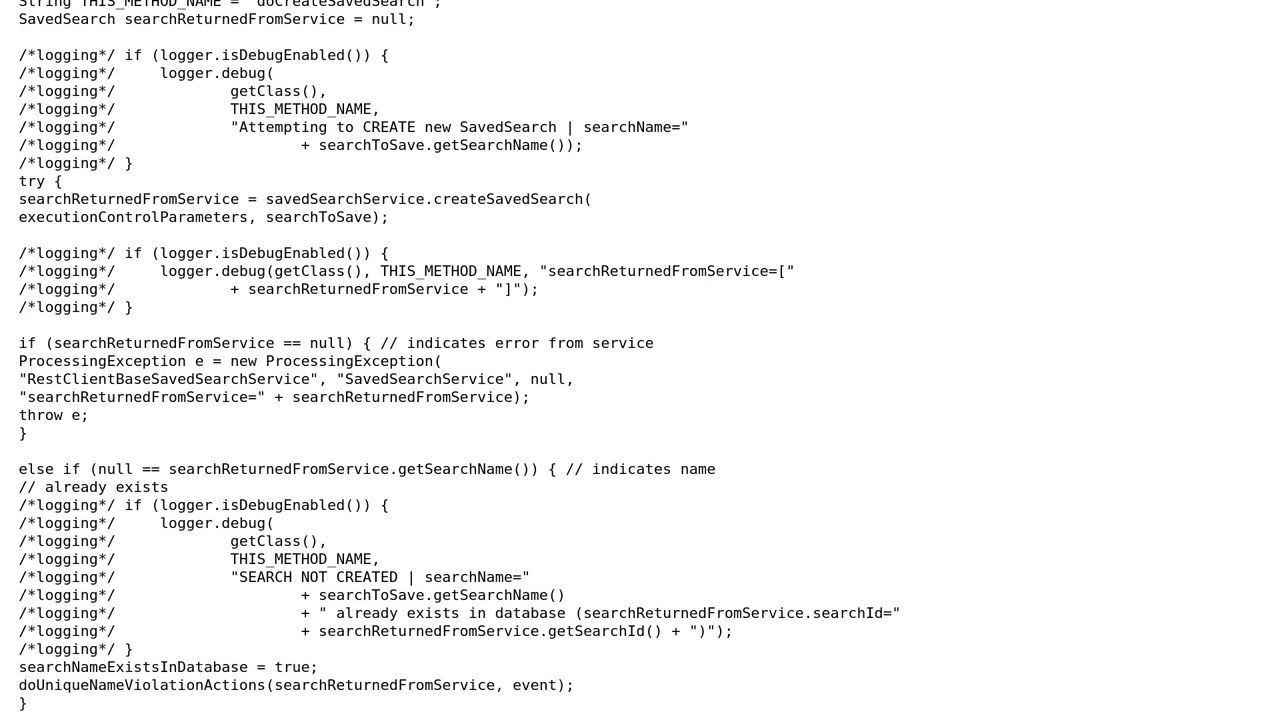 String THIS_METHOD_NAME = "doCreateSavedSearch";
SavedSearch searchReturnedFromService = null;

/*logging*/ if (logger.isDebugEnabled()) {
/*logging*/     logger.debug(
/*logging*/             getClass(),
/*logging*/             THIS_METHOD_NAME,
/*logging*/             "Attempting to CREATE new SavedSearch | searchName="
/*logging*/                     + searchToSave.getSearchName());
/*logging*/ }
try {
searchReturnedFromService = savedSearchService.createSavedSearch(
executionControlParameters, searchToSave);

/*logging*/ if (logger.isDebugEnabled()) {
/*logging*/     logger.debug(getClass(), THIS_METHOD_NAME, "searchReturnedFromService=["
/*logging*/             + searchReturnedFromService + "]");
/*logging*/ }

if (searchReturnedFromService == null) { // indicates error from service
ProcessingException e = new ProcessingException(
"RestClientBaseSavedSearchService", "SavedSearchService", null,
"searchReturnedFromService=" + searchReturnedFromService);
throw e;
}

else if (null == searchReturnedFromService.getSearchName()) { // indicates name
// already exists
/*logging*/ if (logger.isDebugEnabled()) {
/*logging*/     logger.debug(
/*logging*/             getClass(),
/*logging*/             THIS_METHOD_NAME,
/*logging*/             "SEARCH NOT CREATED | searchName="
/*logging*/                     + searchToSave.getSearchName()
/*logging*/                     + " already exists in database (searchReturnedFromService.searchId="
/*logging*/                     + searchReturnedFromService.getSearchId() + ")");
/*logging*/ }
searchNameExistsInDatabase = true;
doUniqueNameViolationActions(searchReturnedFromService, event);
}